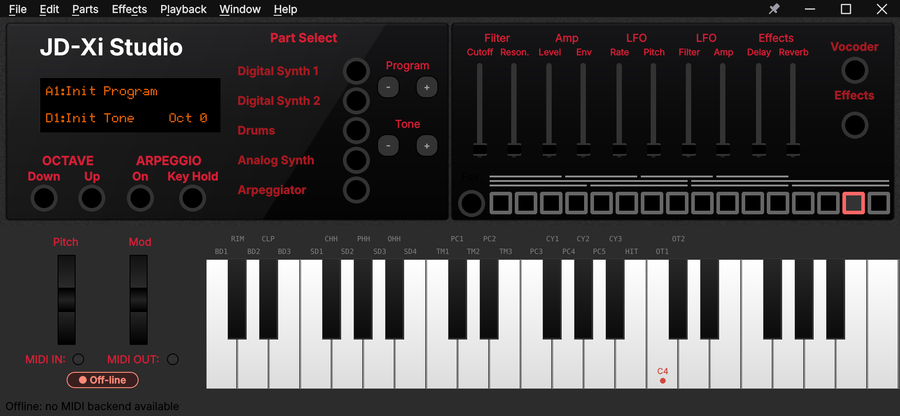 File Edit Parts Effects Playback Window Help
JD-Xi Studio
A1:Init Program
D1:Init Tone Oct 0
OCTAVE
Down Up
ARPEGGIO
On Key Hold
Part Select
Digital Synth 1
Digital Synth 2
Drums
Analog Synth
Arpeggiator
Program
- +
Tone
- +
Filter Amp LFO LFO Effects
Cutoff Reson. Level Env Rate Pitch Filter Amp Delay Reverb
Vocoder
Effects
Pitch Mod
MIDI IN: MIDI OUT:
Off-line
RIM CLP CHH PHH OHH PC1 PC2 CY1 CY2 CY3 OT2
BD1 BD2 BD3 SD1 SD2 SD3 SD4 TM1 TM2 TM3 PC3 PC4 PC5 HIT OT1
C4
Offline: no MIDI backend available